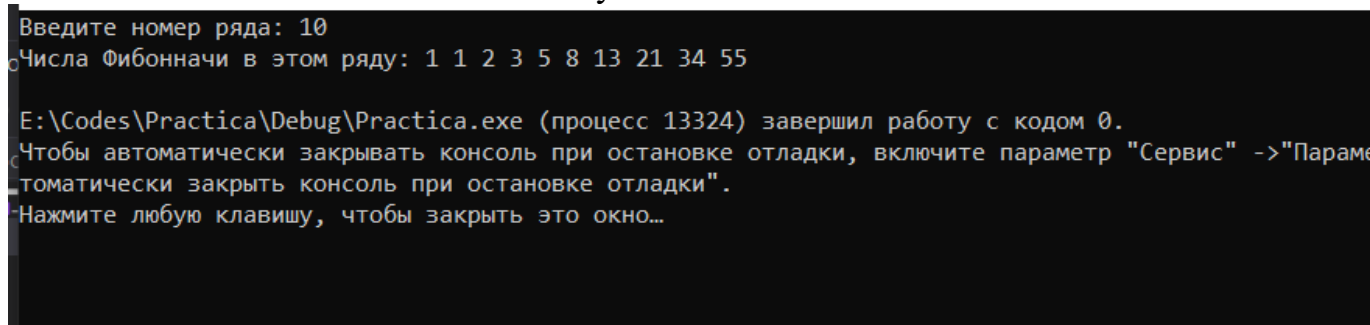 Введите номер ряда: 10
Числа Фибонначи в этом ряду: 1 1 2 3 5 8 13 21 34 55
E:\Codes\Practica\Debug\Practica.exe (процесс 13324) завершил работу с кодом 0.
Чтобы автоматически закрывать консоль при остановке отладки, включите параметр "Сервис" ->"Параме
томатически закрыть консоль при остановке отладки".
Нажмите любую клавишу, чтобы закрыть это окно…